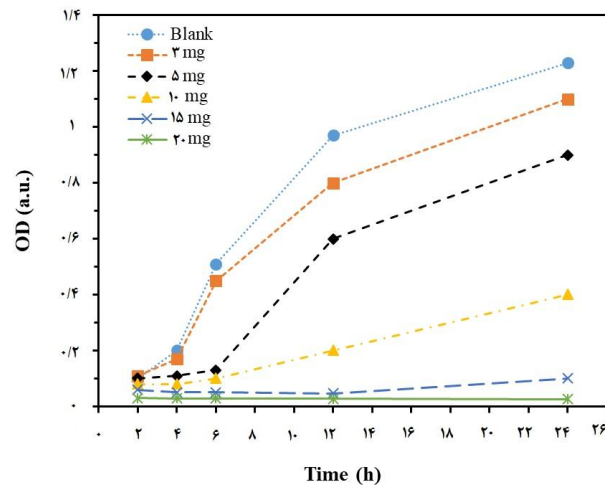 ۱/۴
۱/۲
۱
۰/۸
۰/۶
۰/۴
۰/۲
۰
OD (a.u.)
Blank
۳ mg
۵ mg
۱۰ mg
۱۵ mg
۲۰ mg
۰ ۲ ۴ ۶ ۸ ۱۰ ۱۲ ۱۴ ۱۶ ۱۸ ۲۰ ۲۲ ۲۴ ۲۶
Time (h)